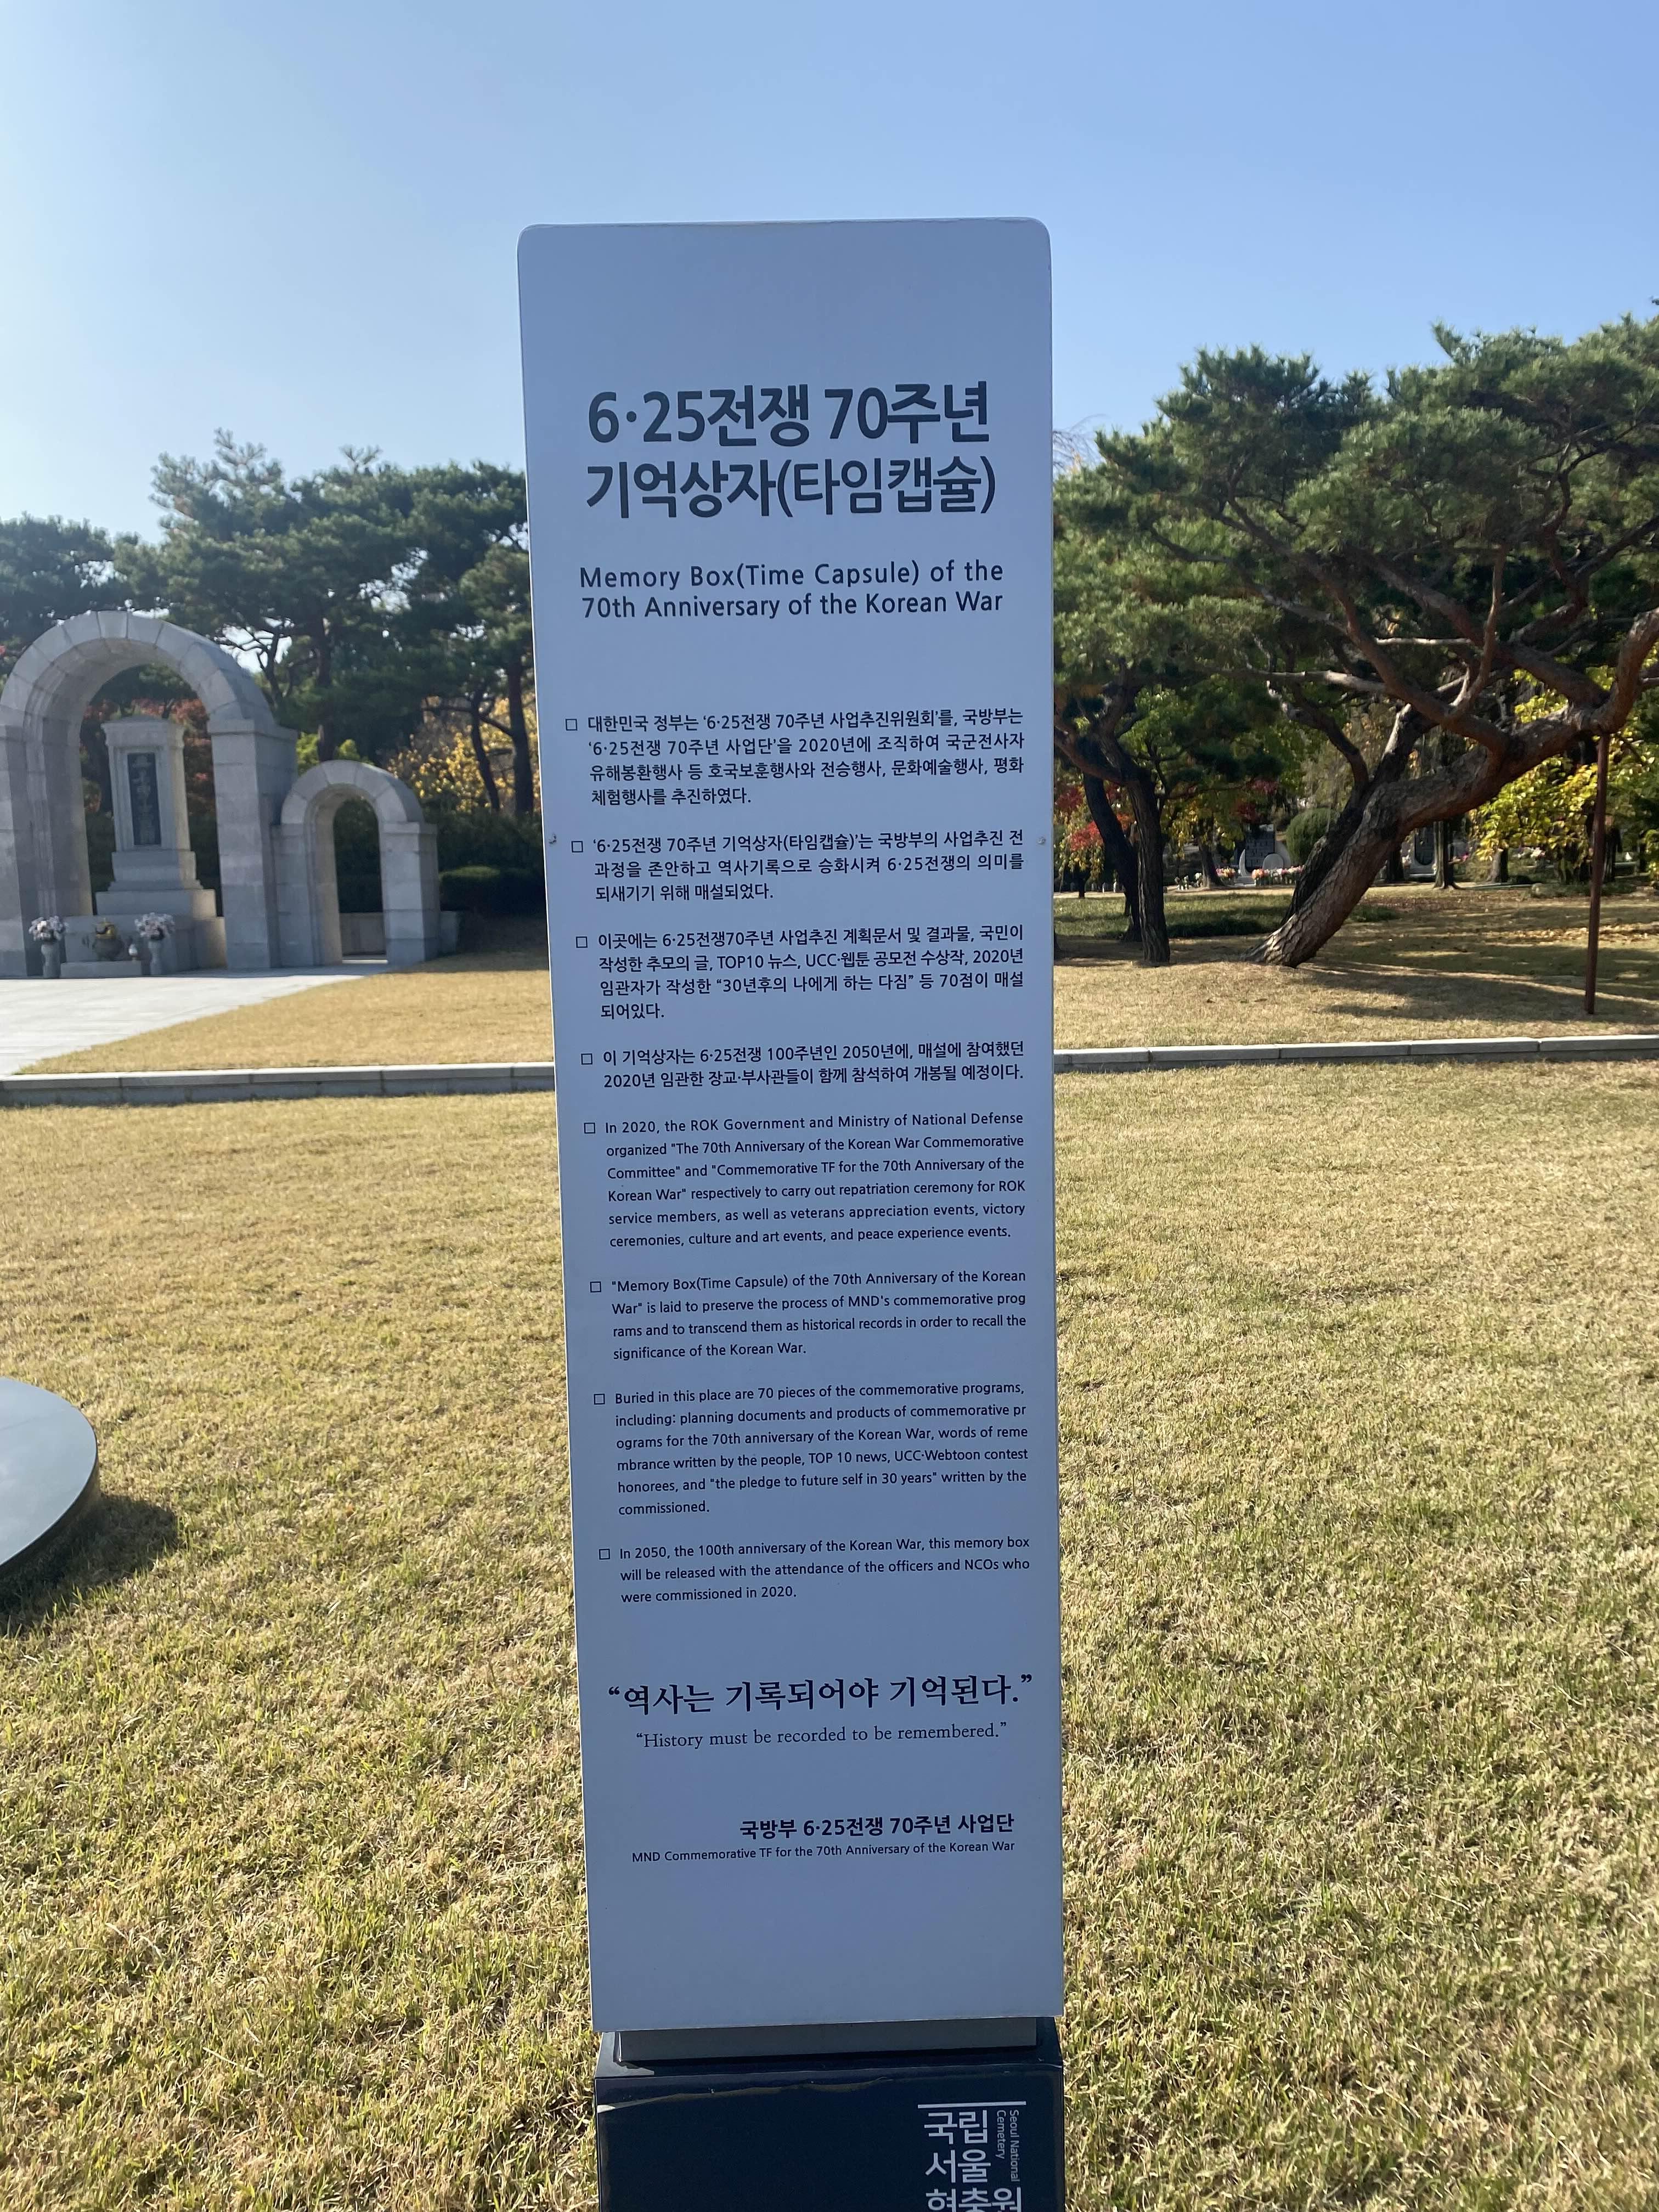 6·25전쟁 70주년
기억상자(타임캡슐)
Memory Box(Time Capsule) of the
70th Anniversary of the Korean War
□ 대한민국 정부는 ‘6·25전쟁 70주년 사업추진위원회’를, 국방부는
‘6·25전쟁 70주년 사업단’을 2020년에 조직하여 국군전사자
유해봉환행사 등 호국보훈행사와 전승행사, 문화예술행사, 평화
체험행사를 추진하였다.
□ ‘6·25전쟁 70주년 기억상자(타임캡슐)’는 국방부의 사업추진 전
과정을 존안하고 역사기록으로 승화시켜 6·25전쟁의 의미를
되새기기 위해 매설되었다.
□ 이곳에는 6·25전쟁70주년 사업추진 계획문서 및 결과물, 국민이
작성한 추모의 글, TOP10 뉴스, UCC·웹툰 공모전 수상작, 2020년
임관자가 작성한 “30년후의 나에게 하는 다짐” 등 70점이 매설
되어있다.
□ 이 기억상자는 6·25전쟁 100주년인 2050년에, 매설에 참여했던
2020년 임관한 장교·부사관들이 함께 참석하여 개봉될 예정이다.
□ In 2020, the ROK Government and Ministry of National Defense
organized "The 70th Anniversary of the Korean War Commemorative
Committee" and "Commemorative TF for the 70th Anniversary of the
Korean War" respectively to carry out repatriation ceremony for ROK
service members, as well as veterans appreciation events, victory
ceremonies, culture and art events, and peace experience events.
□ "Memory Box(Time Capsule) of the 70th Anniversary of the Korean
War" is laid to preserve the process of MND's commemorative prog
rams and to transcend them as historical records in order to recall the
significance of the Korean War.
□ Buried in this place are 70 pieces of the commemorative programs,
including: planning documents and products of commemorative pr
ograms for the 70th anniversary of the Korean War, words of reme
mbrance written by the people, TOP 10 news, UCC·Webtoon contest
honorees, and "the pledge to future self in 30 years" written by the
commissioned.
□ In 2050, the 100th anniversary of the Korean War, this memory box
will be released with the attendance of the officers and NCOs who
were commissioned in 2020.
“역사는 기록되어야 기억된다.”
“History must be recorded to be remembered.”
국방부 6·25전쟁 70주년 사업단
MND Commemorative TF for the 70th Anniversary of the Korean War
국립
서울
현충원
Seoul National
Cemetery